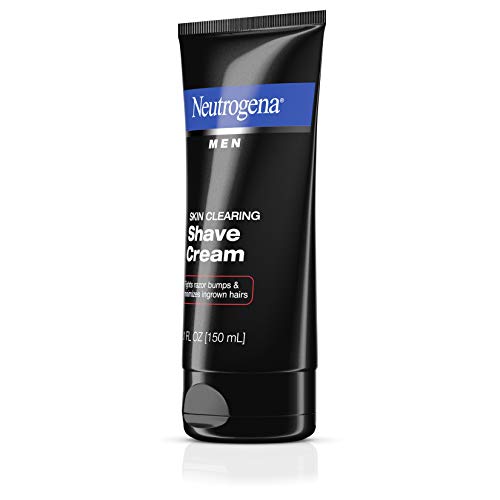 Neutrogena®
MEN
SKIN CLEARING
Shave
Cream
razor bumps &
ingrown hairs
FL OZ [150 mL]